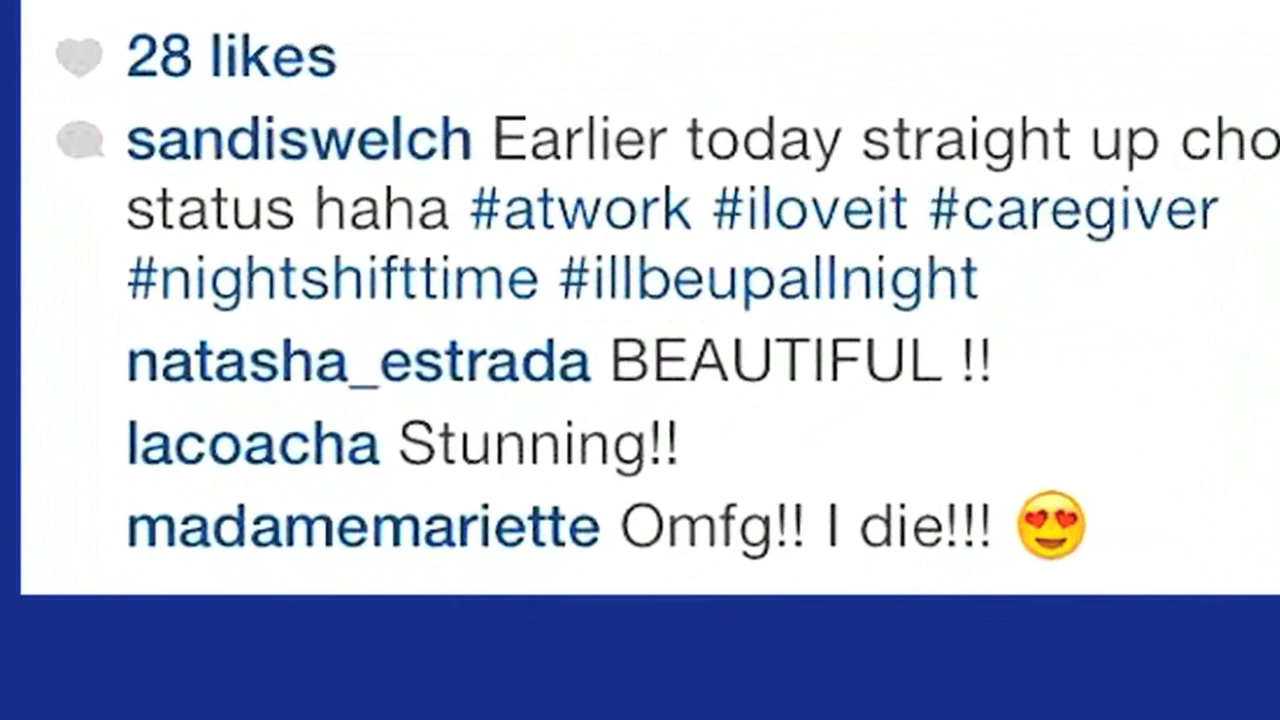 28 likes
sandiswelch Earlier today straight up
status haha #atwork #iloveit #caregiver
#nightshifttime #illbeupallnight
natasha_estrada BEAUTIFUL !!
lacoacha Stunning!!
madamemariette Omfg!! I die!!! 😍